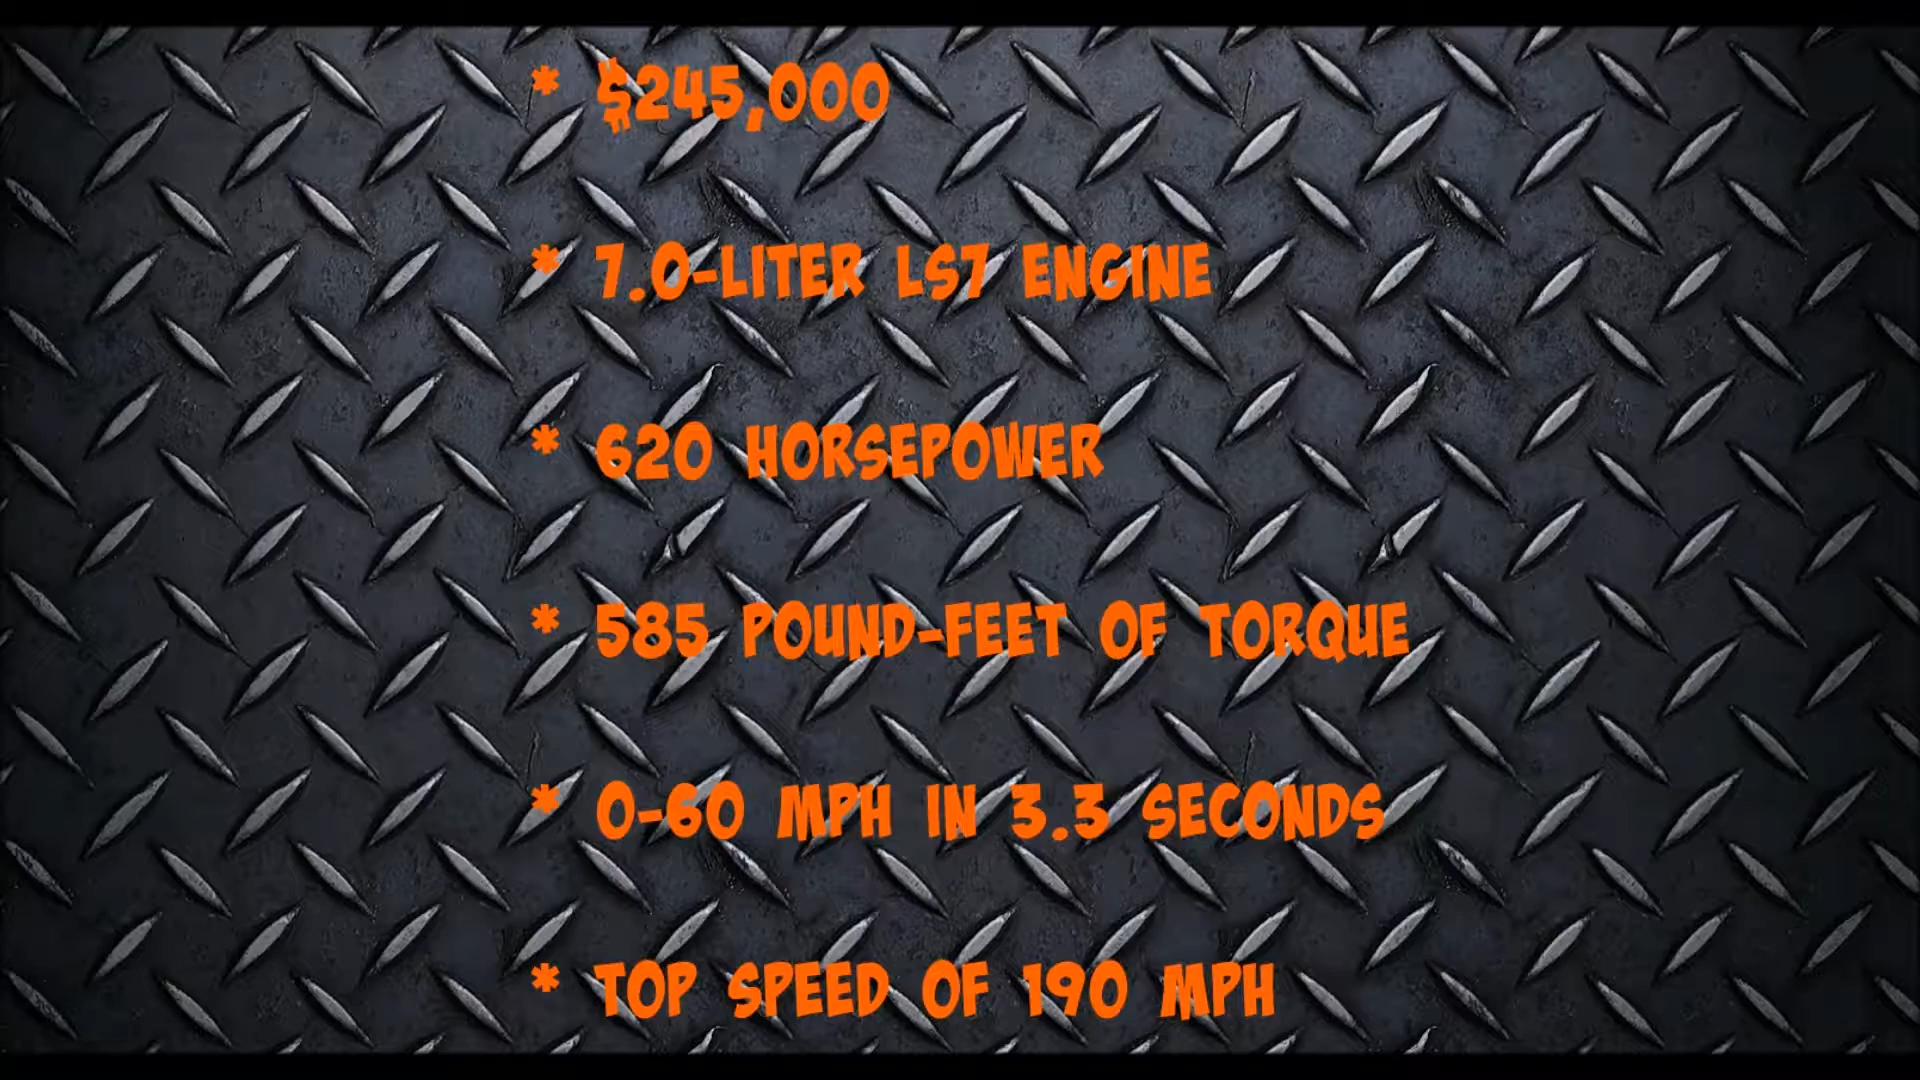 * $245,000
* 7.0-LITER LS7 ENGINE
* 620 HORSEPOWER
* 585 POUND-FEET OF TORQUE
* 0-60 MPH IN 3.3 SECONDS
* TOP SPEED OF 190 MPH